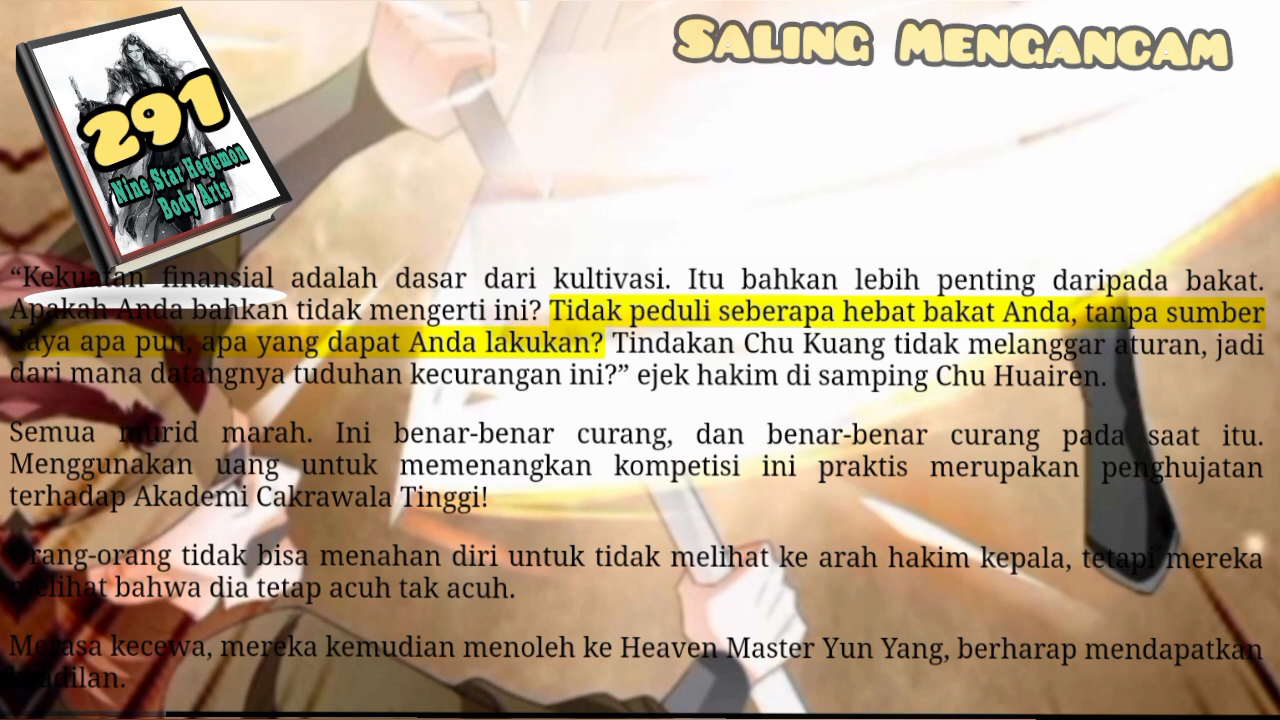 Saling Mengancam
291
Nine Star Hegemon
Body Arts
“Kekuatan finansial adalah dasar dari kultivasi. Itu bahkan lebih penting daripada bakat.
Apakah Anda bahkan tidak mengerti ini? Tidak peduli seberapa hebat bakat Anda, tanpa sumber
daya apa pun, apa yang dapat Anda lakukan? Tindakan Chu Kuang tidak melanggar aturan, jadi
dari mana datangnya tuduhan kecurangan ini?” ejek hakim di samping Chu Huairen.
Semua murid marah. Ini benar-benar curang, dan benar-benar curang pada saat itu.
Menggunakan uang untuk memenangkan kompetisi ini praktis merupakan penghujatan
terhadap Akademi Cakrawala Tinggi!
Orang-orang tidak bisa menahan diri untuk tidak melihat ke arah hakim kepala, tetapi mereka
melihat bahwa dia tetap acuh tak acuh.
Merasa kecewa, mereka kemudian menoleh ke Heaven Master Yun Yang, berharap mendapatkan
keadilan.